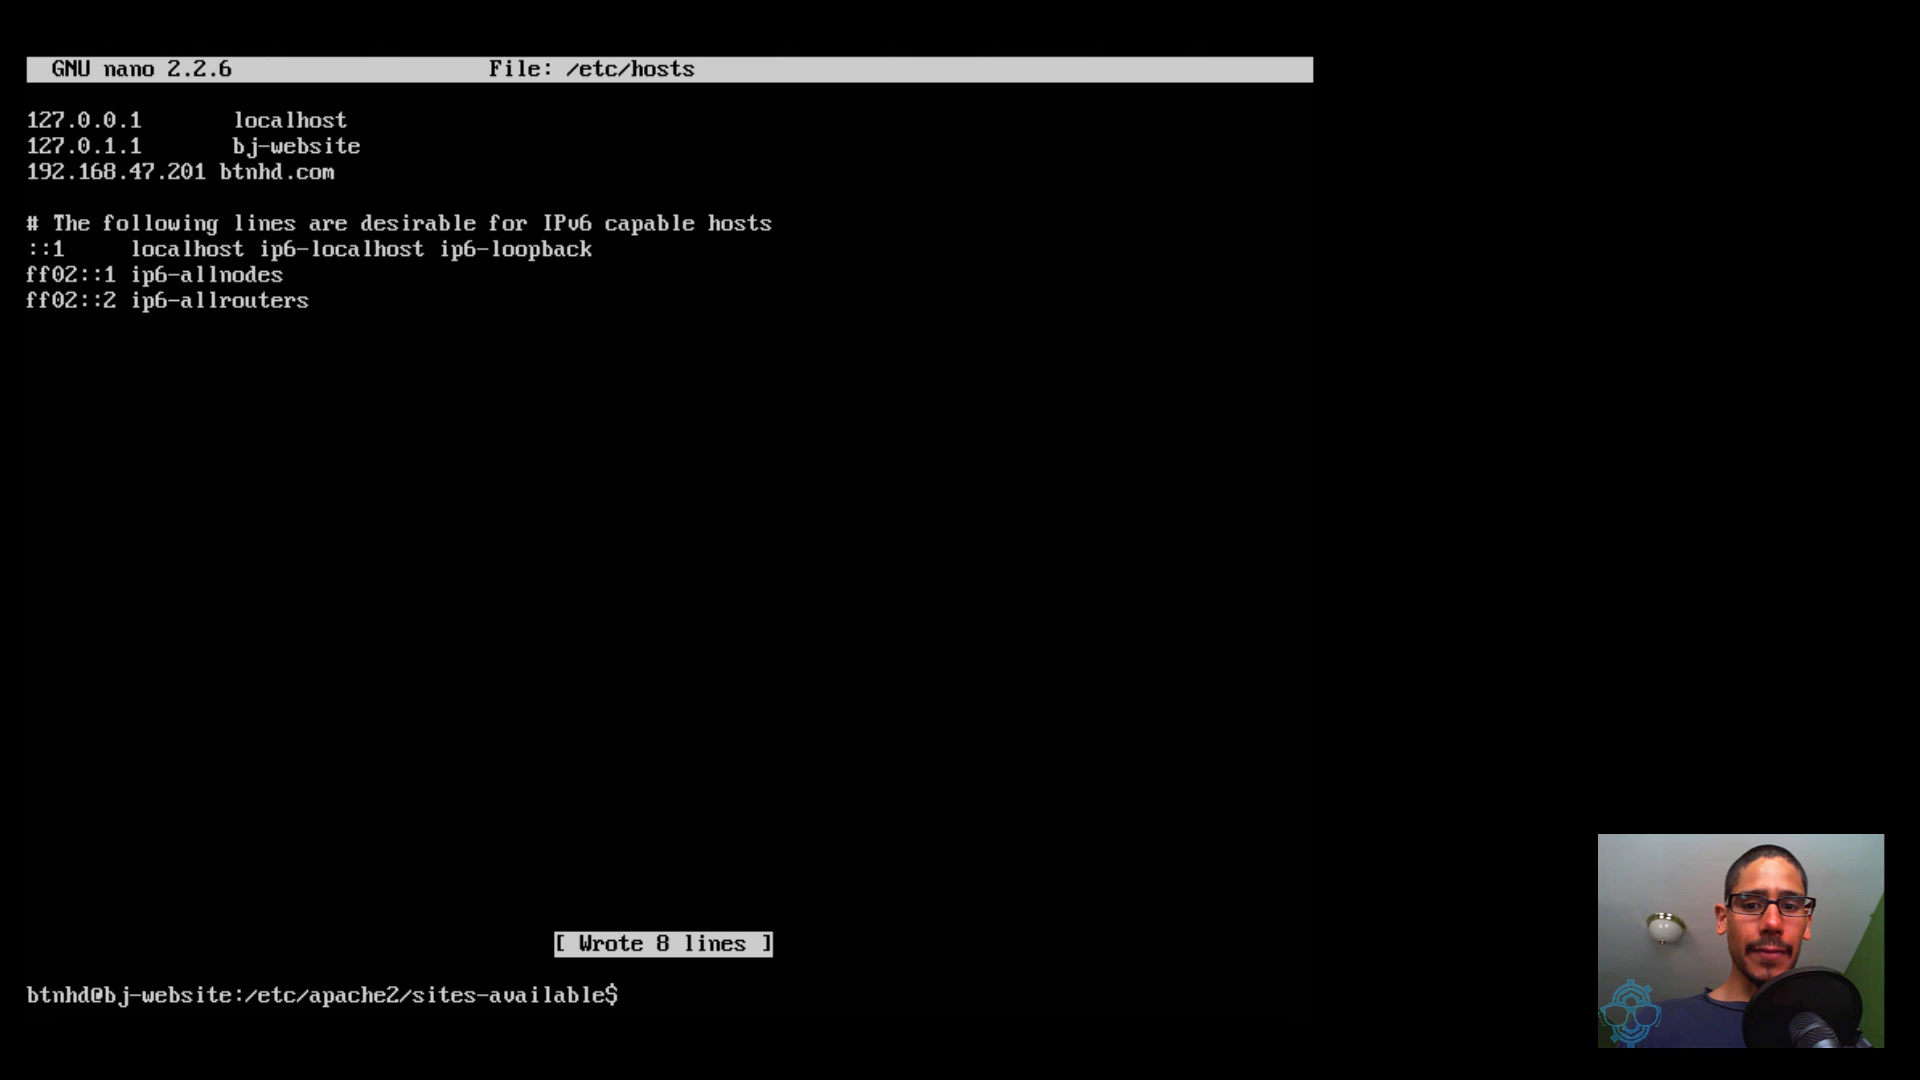 GNU nano 2.2.6 File: /etc/hosts
127.0.0.1 localhost
127.0.1.1 bj-website
192.168.47.201 btnhd.com
# The following lines are desirable for IPv6 capable hosts
::1 localhost ip6-localhost ip6-loopback
ff02::1 ip6-allnodes
ff02::2 ip6-allrouters
[ Wrote 8 lines ]
btnhd@bj-website:/etc/apache2/sites-available$